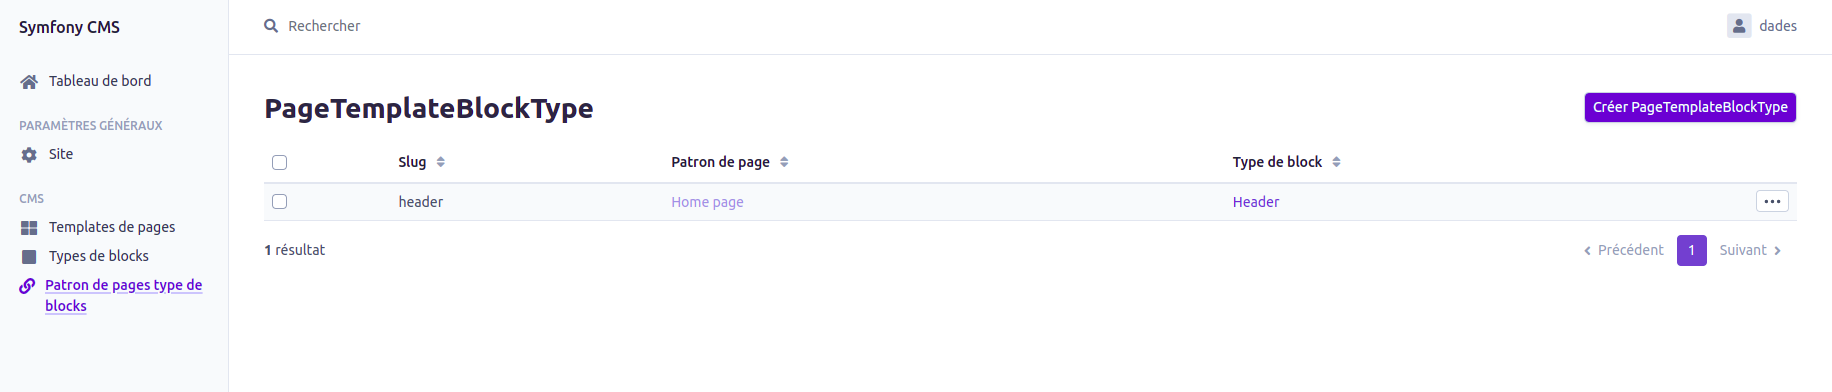 Symfony CMS
Rechercher
dades
Tableau de bord
PARAMÈTRES GÉNÉRAUX
Site
CMS
Templates de pages
Types de blocks
Patron de pages type de
blocks
PageTemplateBlockType
Créer PageTemplateBlockType
Slug Patron de page Type de block
header Home page Header
1 résultat
Précédent 1 Suivant